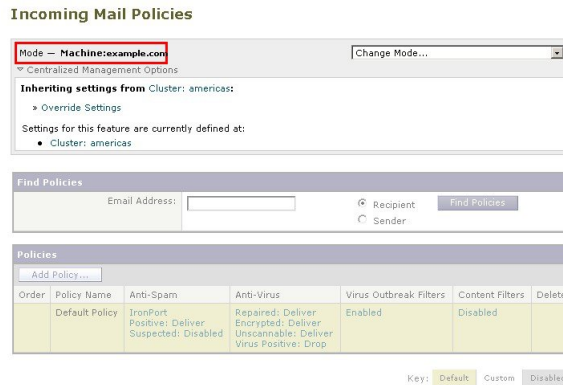 Incoming Mail Policies
Mode — Machine:example.com
Change Mode...
Centralized Management Options
Inheriting settings from Cluster: americas:
» Override Settings
Settings for this feature are currently defined at:
• Cluster: americas
Find Policies
Email Address:
Recipient
Sender
Find Policies
Policies
Add Policy...
Order Policy Name Anti-Spam Anti-Virus Virus Outbreak Filters Content Filters Delete
Default Policy IronPort Repaired: Deliver Enabled Disabled
Positive: Deliver Encrypted: Deliver
Suspected: Disabled Unscannable: Deliver
Virus Positive: Drop
Key: Default Custom Disabled